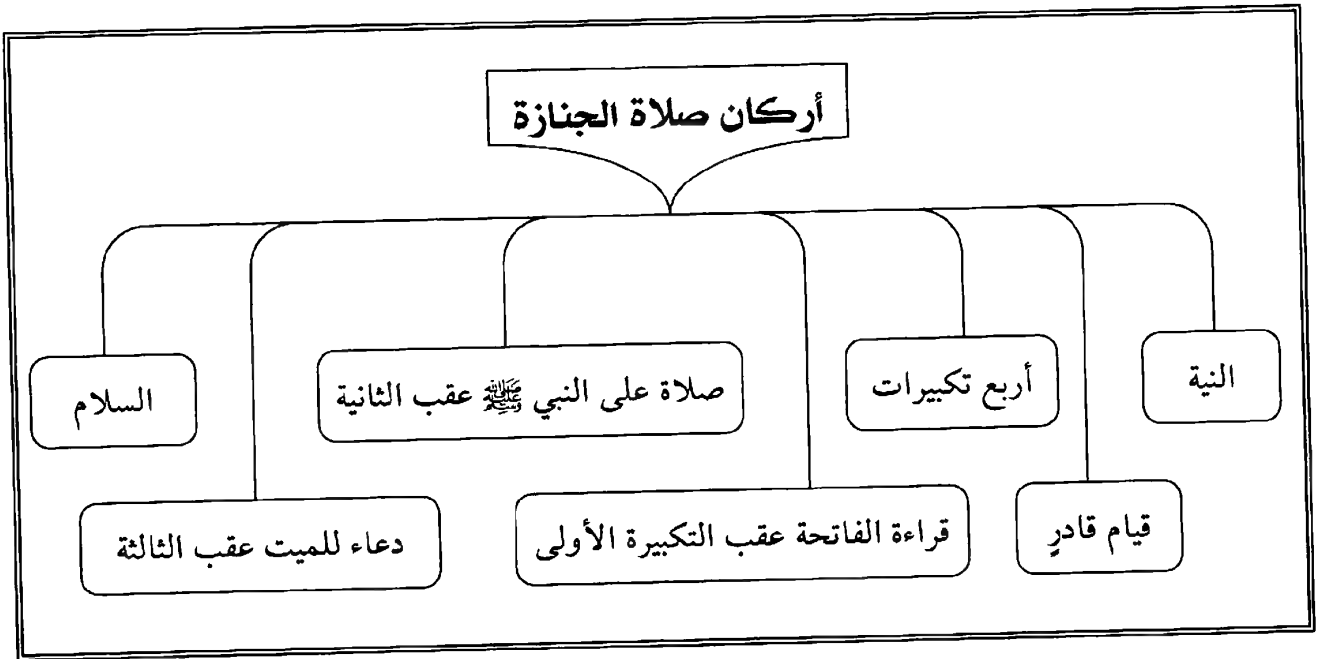 أركان صلاة الجنازة
النية
قيام قادرٍ
أربع تكبيرات
قراءة الفاتحة عقب التكبيرة الأولى
صلاة على النبي ﷺ عقب الثانية
دعاء للميت عقب الثالثة
السلام